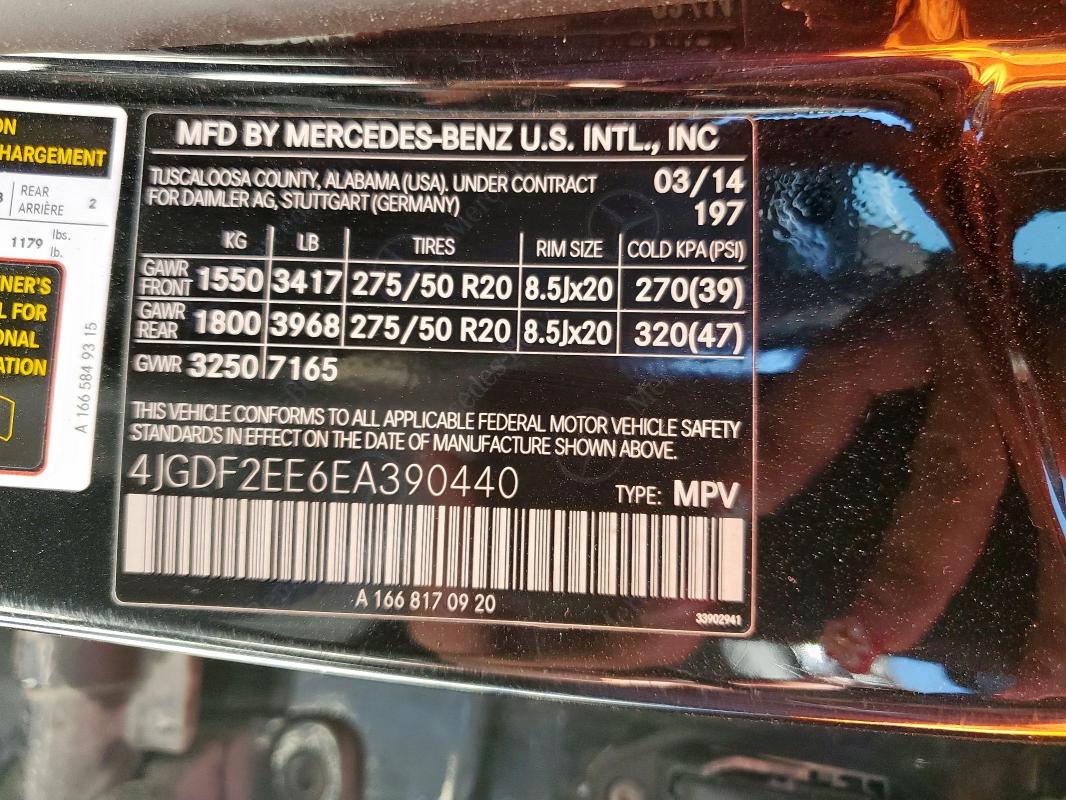 ON
HARGEMENT
REAR
ARRIÈRE 2
1179 lbs.
lb.
NER'S
L FOR
ONAL
ATION
A 166 584 93 15
MFD BY MERCEDES-BENZ U.S. INTL., INC
TUSCALOOSA COUNTY, ALABAMA (USA). UNDER CONTRACT 03/14
FOR DAIMLER AG, STUTTGART (GERMANY) 197
KG LB TIRES RIM SIZE COLD KPA (PSI)
GAWR FRONT 1550 3417 275/50 R20 8.5Jx20 270(39)
GAWR REAR 1800 3968 275/50 R20 8.5Jx20 320(47)
GVWR 3250 7165
THIS VEHICLE CONFORMS TO ALL APPLICABLE FEDERAL MOTOR VEHICLE SAFETY
STANDARDS IN EFFECT ON THE DATE OF MANUFACTURE SHOWN ABOVE.
4JGDF2EE6EA390440 TYPE: MPV
A 166 817 09 20
33902941